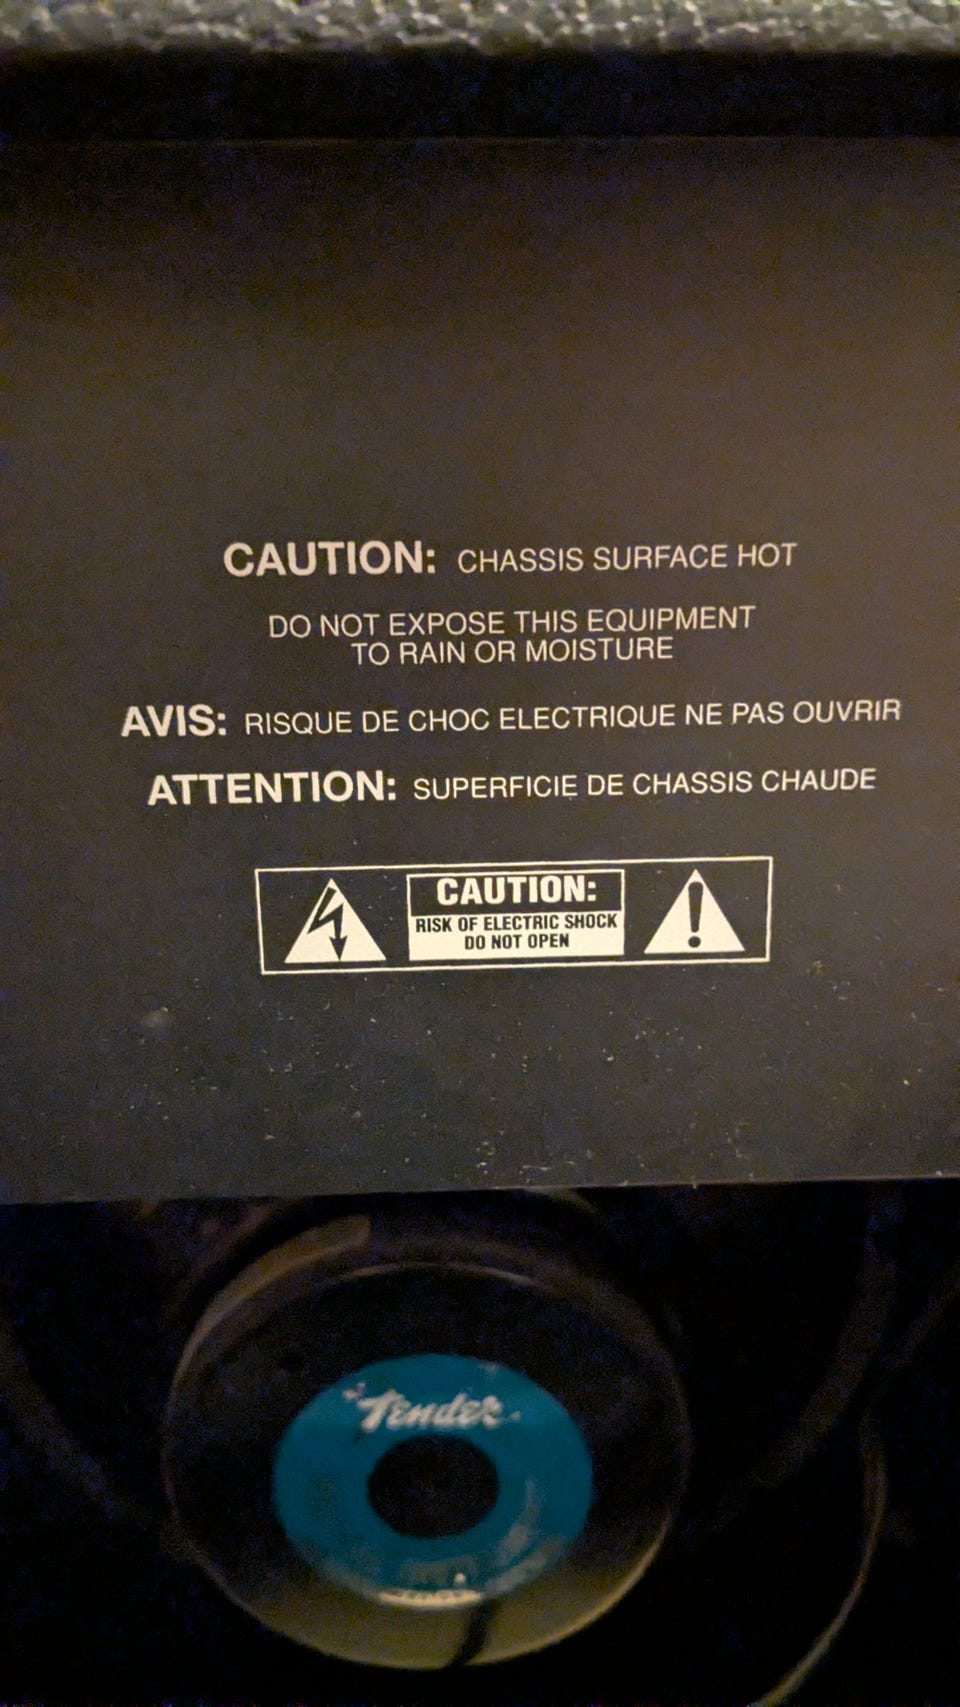 CAUTION: CHASSIS SURFACE HOT
DO NOT EXPOSE THIS EQUIPMENT
TO RAIN OR MOISTURE
AVIS: RISQUE DE CHOC ELECTRIQUE NE PAS OUVRIR
ATTENTION: SUPERFICIE DE CHASSIS CHAUDE
CAUTION:
RISK OF ELECTRIC SHOCK
DO NOT OPEN
Fender